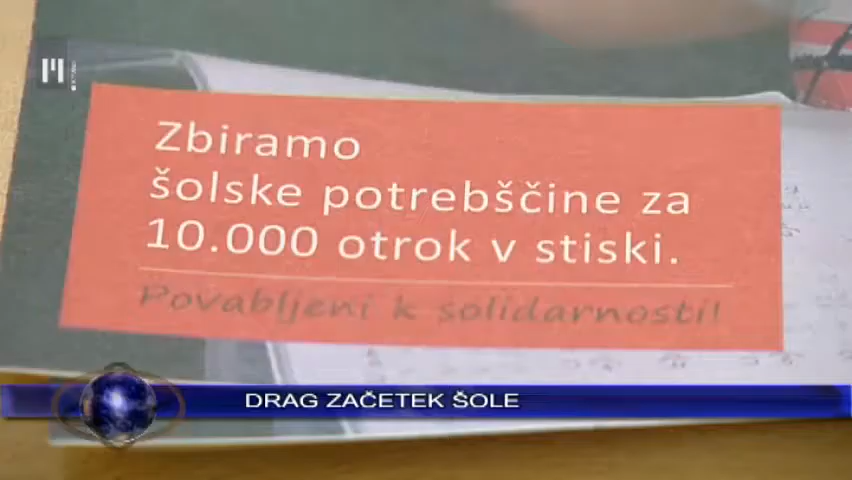 Zbiramo
šolske potrebščine za
10.000 otrok v stiski.
Povabljeni k solidarnosti!
DRAG ZAČETEK ŠOLE